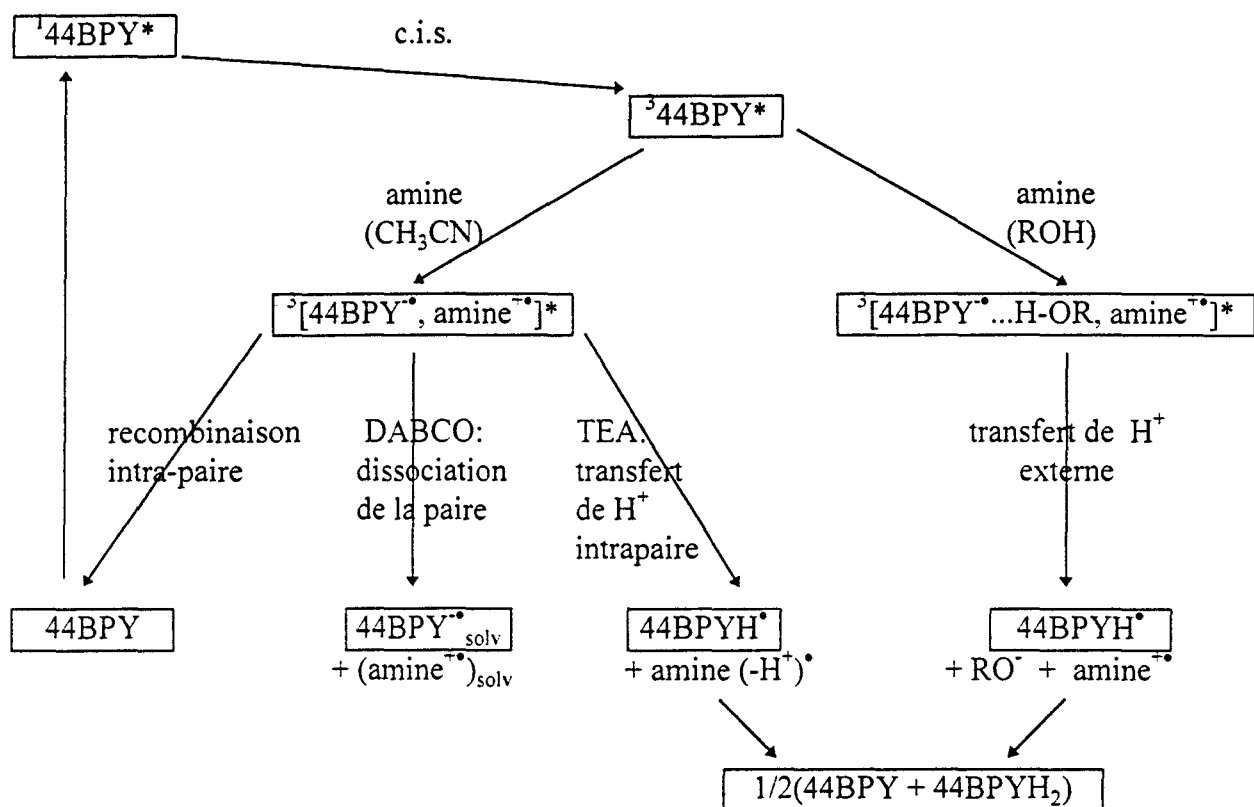 ¹44BPY*
c.i.s.
³44BPY*
amine
(CH₃CN)
amine
(ROH)
³[44BPY⁻•, amine⁺•]*
³[44BPY⁻•...H-OR, amine⁺•]*
recombinaison
intra-paire
DABCO:
dissociation
de la paire
TEA:
transfert
de H⁺
intrapaire
transfert de H⁺
externe
44BPY
44BPY⁻•solv
+ (amine⁺•)solv
44BPYH•
+ amine (-H⁺)•
44BPYH•
+ RO⁻ + amine⁺•
1/2(44BPY + 44BPYH₂)